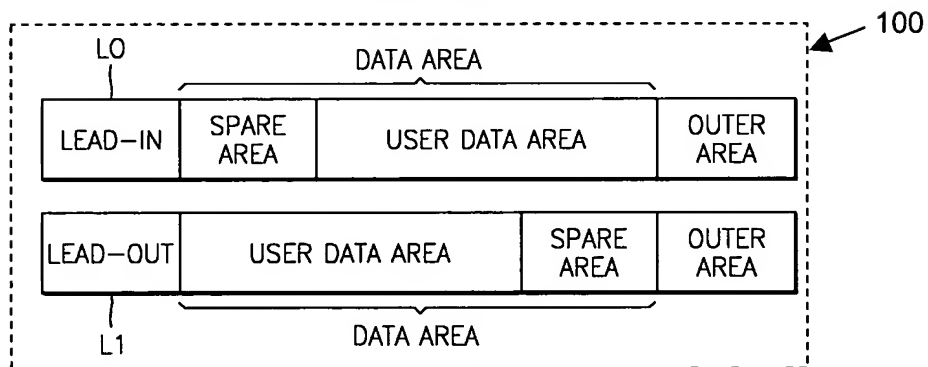 100
L0
DATA AREA
LEAD-IN
SPARE AREA
USER DATA AREA
OUTER AREA
LEAD-OUT
USER DATA AREA
SPARE AREA
OUTER AREA
L1
DATA AREA